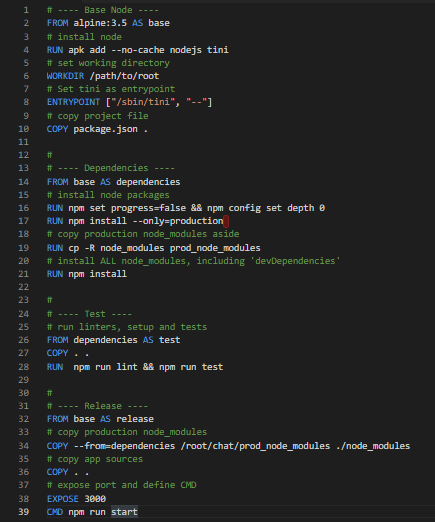 1 # ---- Base Node ----
2 FROM alpine:3.5 AS base
3 # install node
4 RUN apk add --no-cache nodejs tini
5 # set working directory
6 WORKDIR /path/to/root
7 # Set tini as entrypoint
8 ENTRYPOINT ["/sbin/tini", "--"]
9 # copy project file
10 COPY package.json .
11
12 #
13 # ---- Dependencies ----
14 FROM base AS dependencies
15 # install node packages
16 RUN npm set progress=false && npm config set depth 0
17 RUN npm install --only=production
18 # copy production node_modules aside
19 RUN cp -R node_modules prod_node_modules
20 # install ALL node_modules, including 'devDependencies'
21 RUN npm install
22
23 #
24 # ---- Test ----
25 # run linters, setup and tests
26 FROM dependencies AS test
27 COPY . .
28 RUN  npm run lint && npm run test
29
30 #
31 # ---- Release ----
32 FROM base AS release
33 # copy production node_modules
34 COPY --from=dependencies /root/chat/prod_node_modules ./node_modules
35 # copy app sources
36 COPY . .
37 # expose port and define CMD
38 EXPOSE 3000
39 CMD npm run start